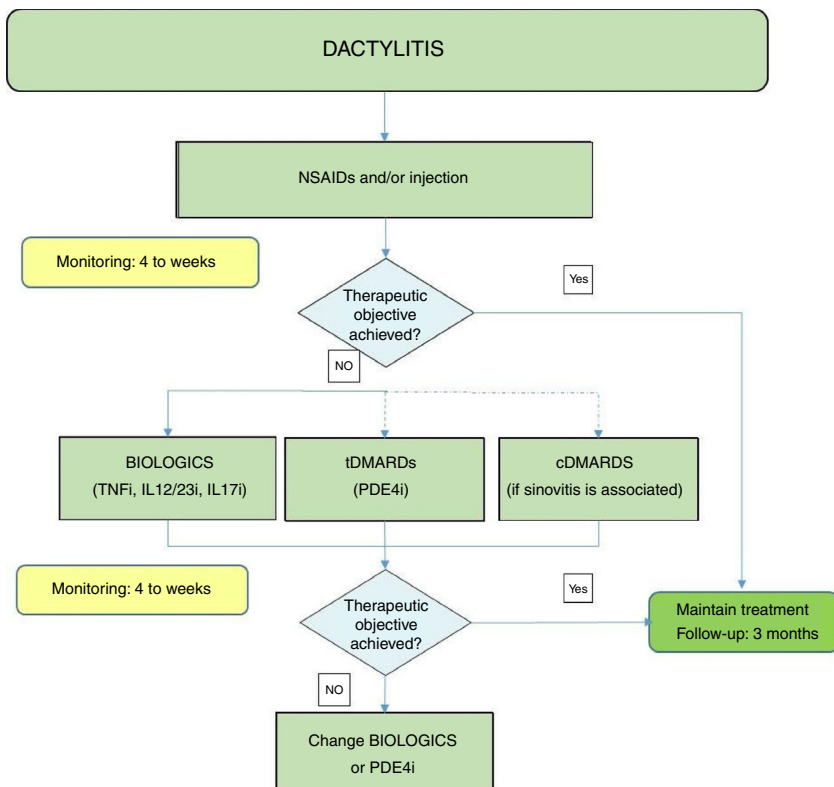 DACTYLITIS
NSAIDs and/or injection
Monitoring: 4 to weeks
Yes
Therapeutic
objective
achieved?
NO
BIOLOGICS
(TNFi, IL12/23i, IL17i)
tDMARDs
(PDE4i)
cDMARDS
(if sinovitis is associated)
Monitoring: 4 to weeks
Yes
Therapeutic
objective
achieved?
Maintain treatment
Follow-up: 3 months
NO
Change BIOLOGICS
or PDE4i